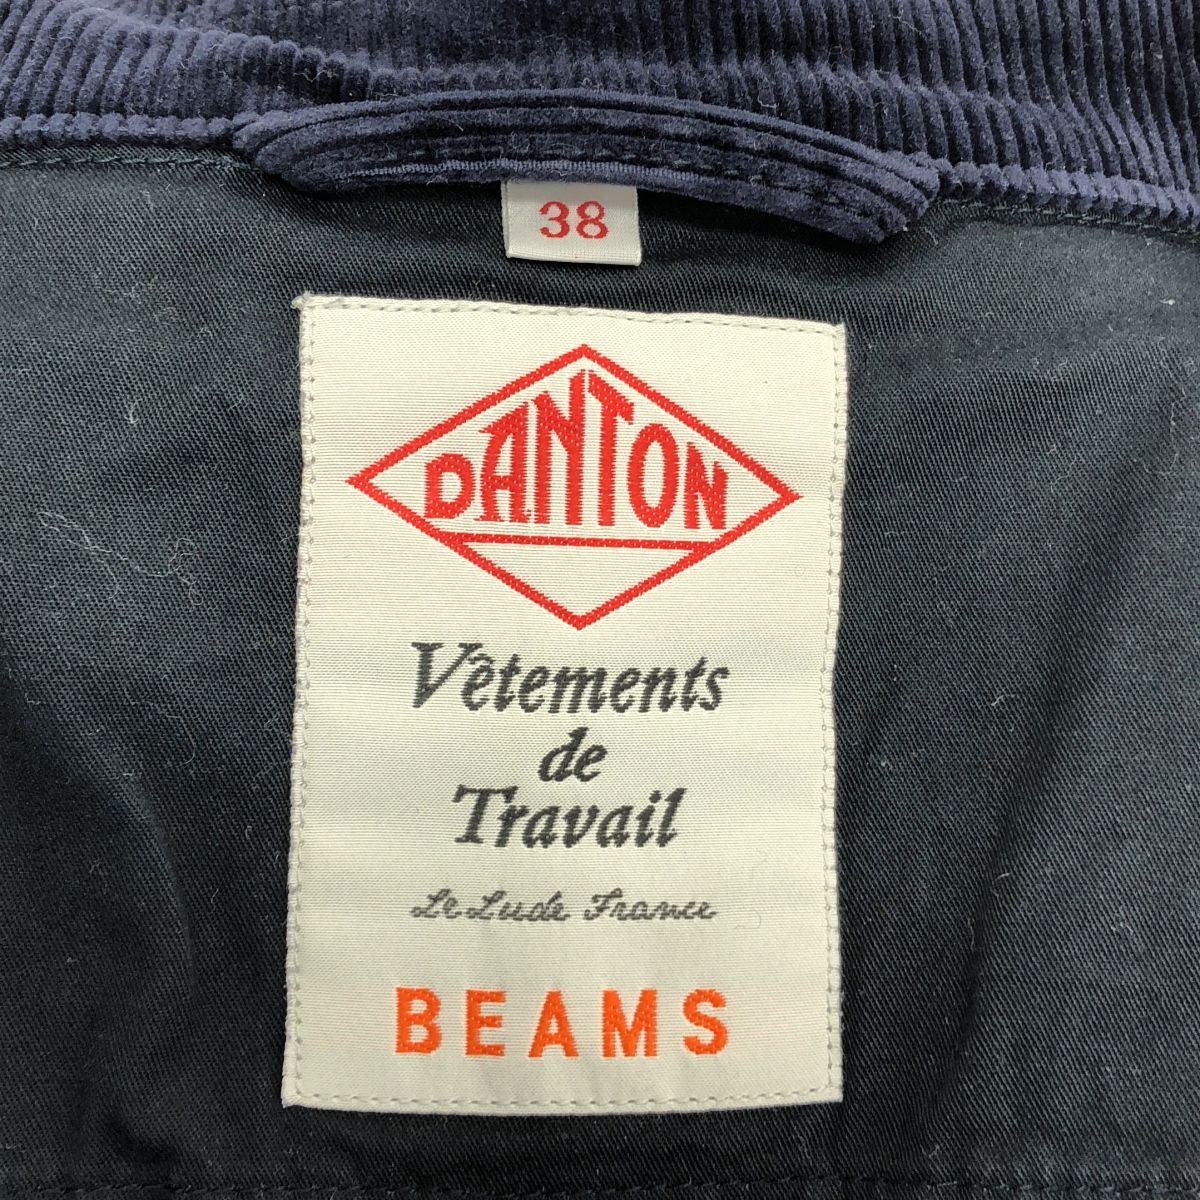 38
DANTON
Vêtements
de
Travail
Le Lude France
BEAMS